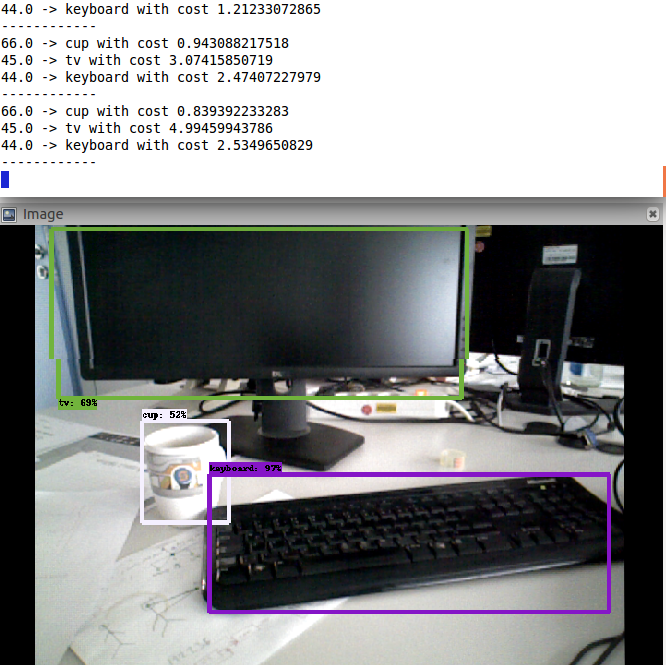 44.0 -> keyboard with cost 1.21233072865
------------
66.0 -> cup with cost 0.943088217518
45.0 -> tv with cost 3.07415850719
44.0 -> keyboard with cost 2.47407227979
------------
66.0 -> cup with cost 0.839392233283
45.0 -> tv with cost 4.99459943786
44.0 -> keyboard with cost 2.5349650829
------------
Image
tv: 69%
cup: 52%
keyboard: 97%